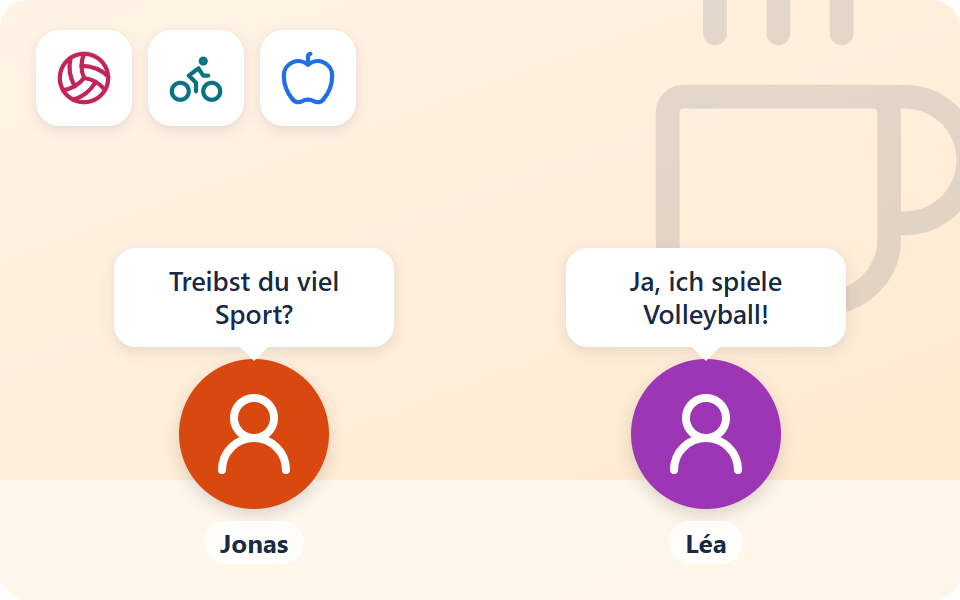 Treibst du viel
Sport?
Ja, ich spiele
Volleyball!
Jonas
Léa